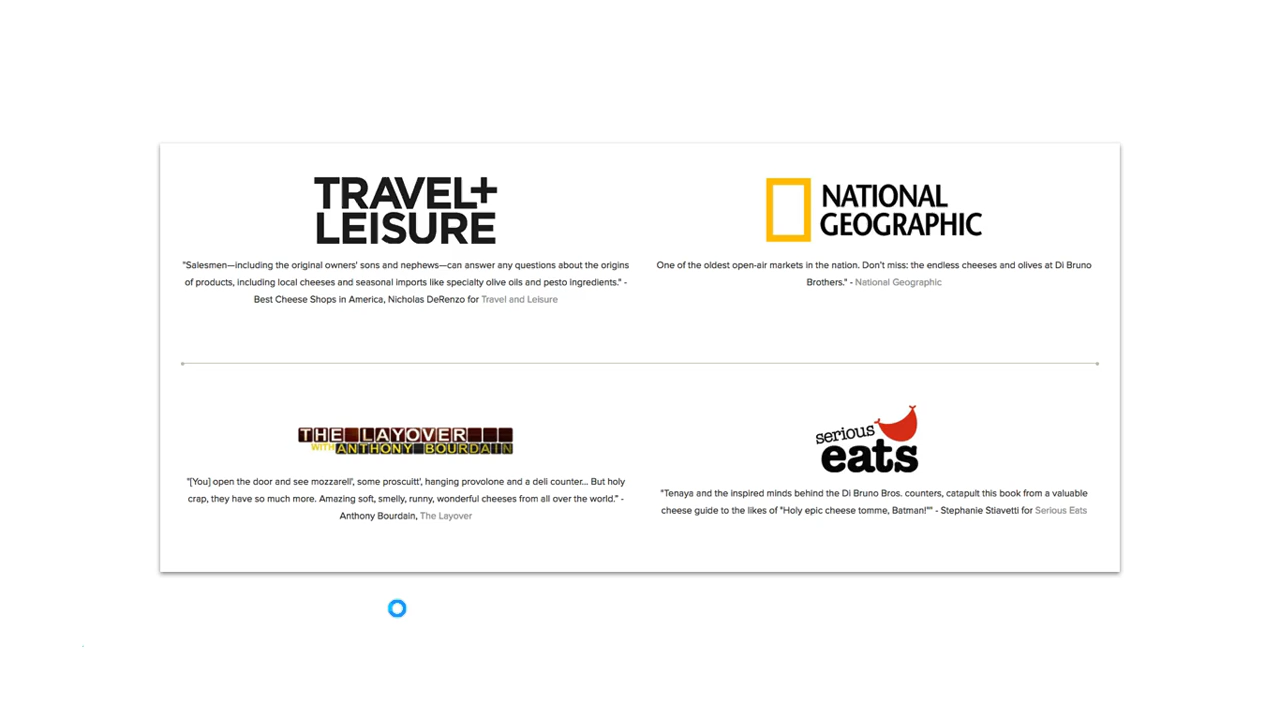 TRAVEL+
LEISURE
"Salesmen—including the original owners' sons and nephews—can answer any questions about the origins
of products, including local cheeses and seasonal imports like specialty olive oils and pesto ingredients." -
Best Cheese Shops in America, Nicholas DeRenzo for Travel and Leisure
NATIONAL
GEOGRAPHIC
One of the oldest open-air markets in the nation. Don't miss: the endless cheeses and olives at Di Bruno
Brothers." - National Geographic
THE LAYOVER
WITH ANTHONY BOURDAIN
"[You] open the door and see mozzarell', some proscuitt', hanging provolone and a deli counter... But holy
crap, they have so much more. Amazing soft, smelly, runny, wonderful cheeses from all over the world." -
Anthony Bourdain, The Layover
serious
eats
"Tenaya and the inspired minds behind the Di Bruno Bros. counters, catapult this book from a valuable
cheese guide to the likes of "Holy epic cheese tomme, Batman!"" - Stephanie Stiavetti for Serious Eats